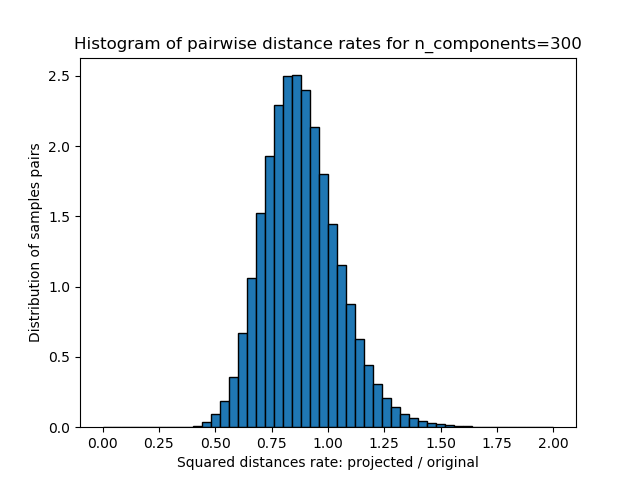 Histogram of pairwise distance rates for n_components=300
Distribution of samples pairs
2.5
2.0
1.5
1.0
0.5
0.0
0.00 0.25 0.50 0.75 1.00 1.25 1.50 1.75 2.00
Squared distances rate: projected / original